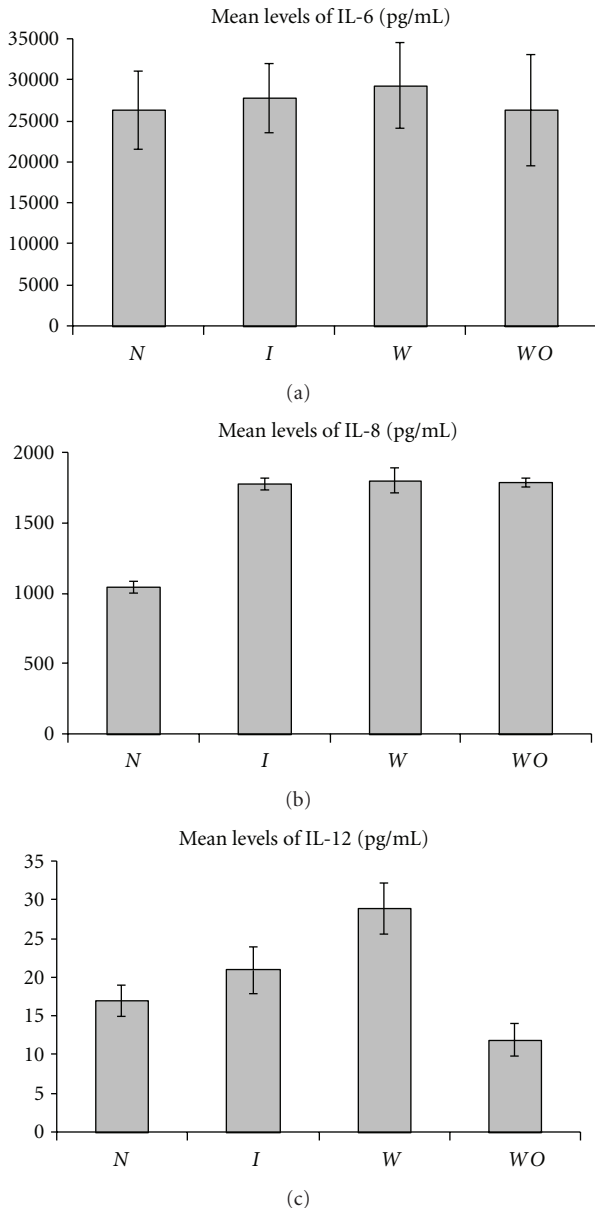 Mean levels of IL-6 (pg/mL)
35000
30000
25000
20000
15000
10000
5000
0
N I W WO
(a)
Mean levels of IL-8 (pg/mL)
2000
1500
1000
500
0
N I W WO
(b)
Mean levels of IL-12 (pg/mL)
35
30
25
20
15
10
5
0
N I W WO
(c)